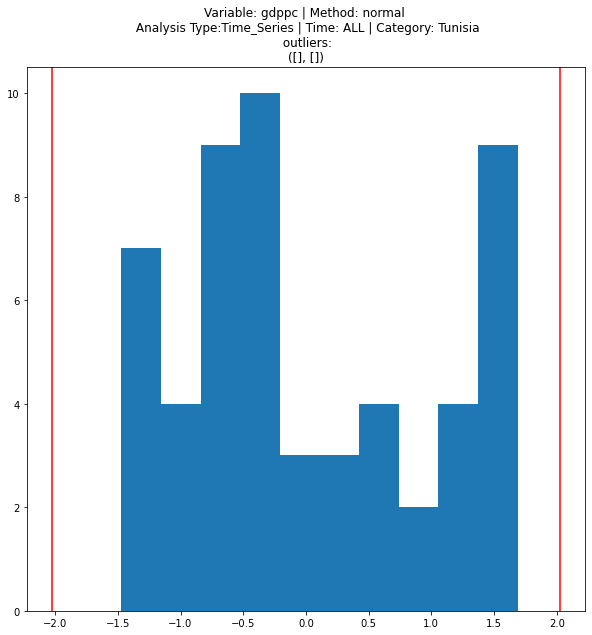 Variable: gdppc | Method: normal
Analysis Type:Time_Series | Time: ALL | Category: Tunisia
outliers:
([], [])
10
8
6
4
2
0
−2.0 −1.5 −1.0 −0.5 0.0 0.5 1.0 1.5 2.0